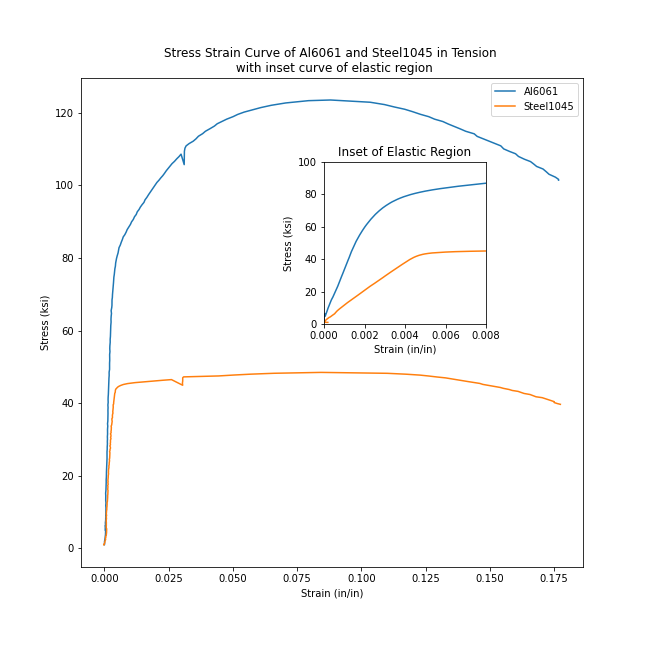 Stress Strain Curve of Al6061 and Steel1045 in Tension
with inset curve of elastic region
Al6061
Steel1045
120
100
80
60
40
20
0
Stress (ksi)
0.000
0.025
0.050
0.075
0.100
0.125
0.150
0.175
Strain (in/in)
Inset of Elastic Region
100
80
60
40
20
0
Stress (ksi)
0.000
0.002
0.004
0.006
0.008
Strain (in/in)